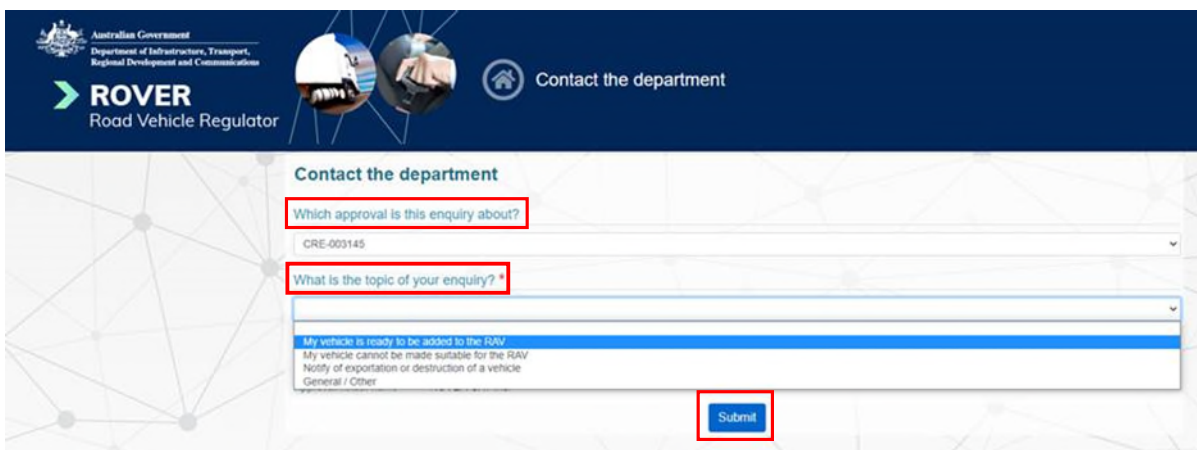 Australian Government
Department of Infrastructure, Transport,
Regional Development and Communications
ROVER
Road Vehicle Regulator
Contact the department
Contact the department
Which approval is this enquiry about?
CRE-003145
What is the topic of your enquiry? *
My vehicle is ready to be added to the RAV
My vehicle cannot be made suitable for the RAV
Notify of exportation or destruction of a vehicle
General / Other
Submit